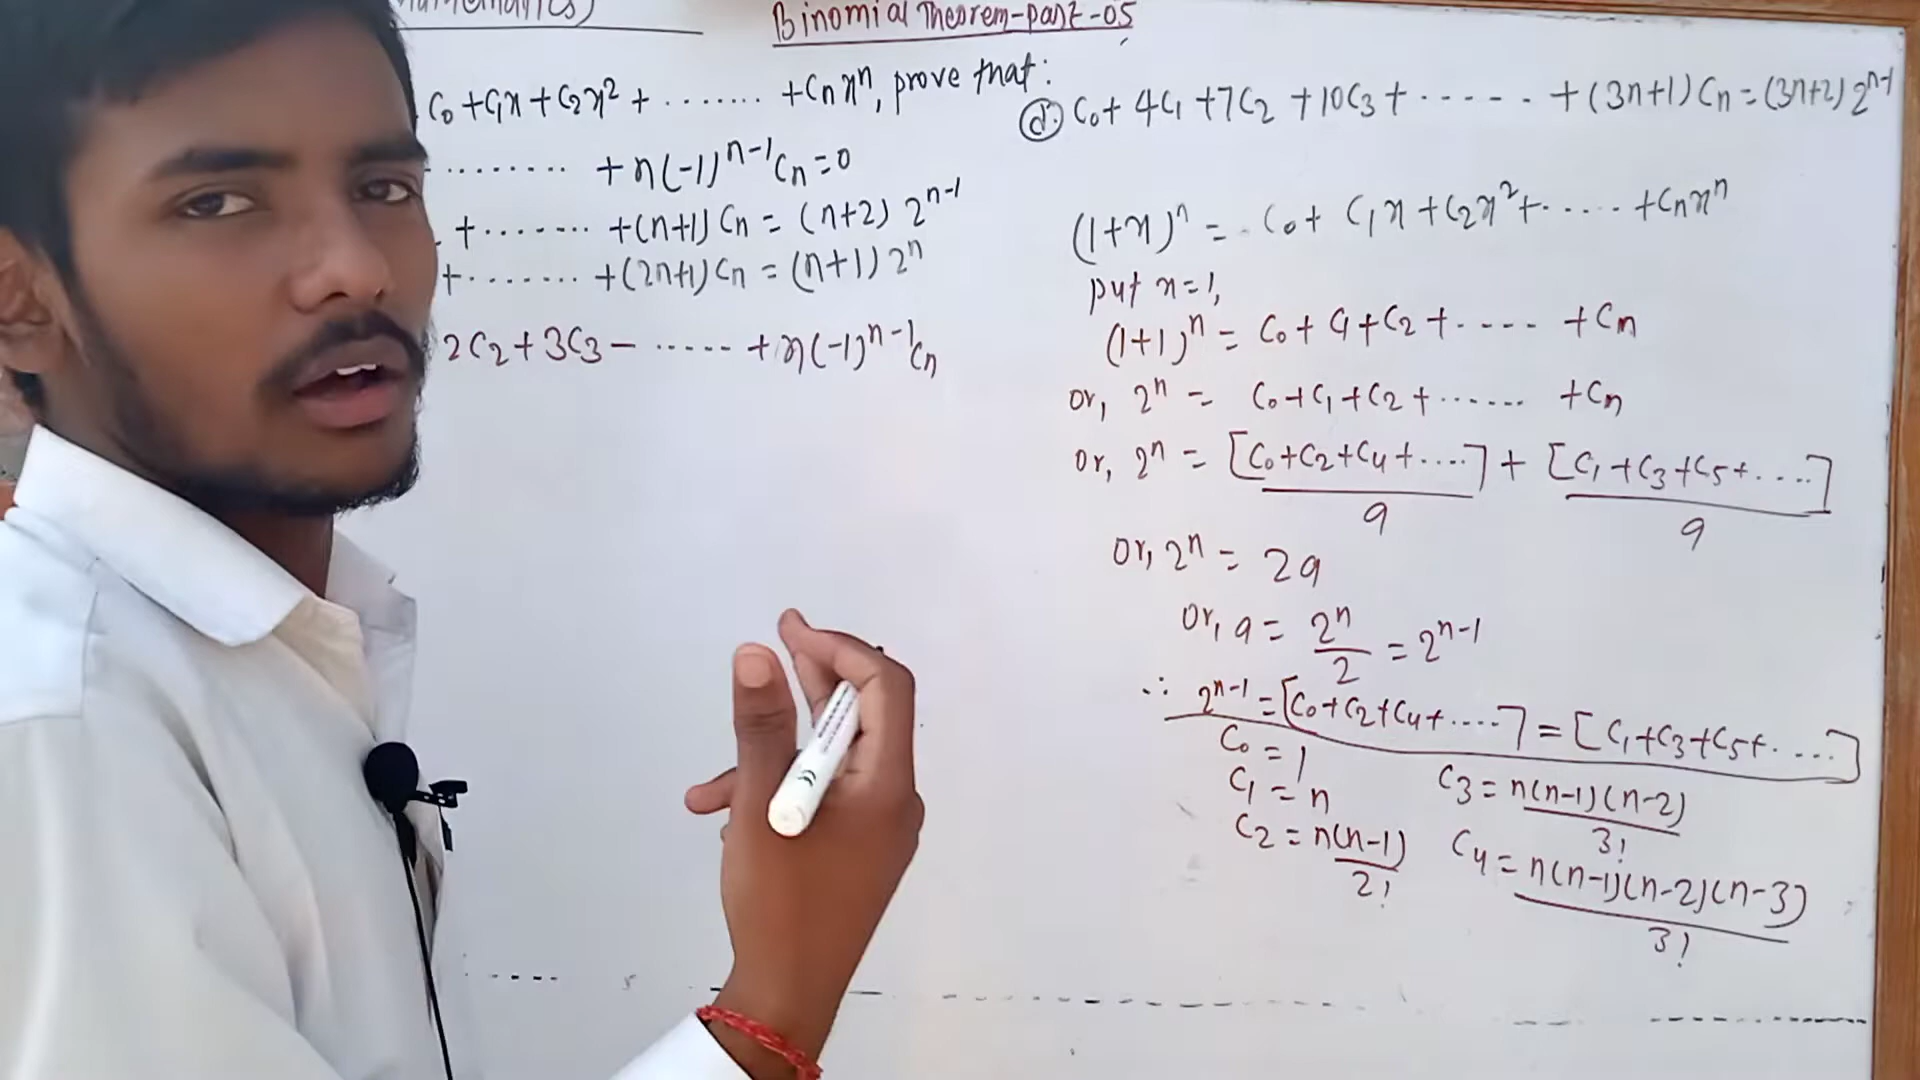 Binomial Theorem-part-05
C₀+C₁x+C₂x²+ ........ +Cₙxⁿ, prove that:
......... +n(-1)ⁿ⁻¹Cₙ=0
+........ +(n+1)Cₙ = (n+2) 2ⁿ⁻¹
+........ +(2n+1)Cₙ = (n+1) 2ⁿ
2C₂+3C₃- ...... +n(-1)ⁿ⁻¹Cₙ
(d) C₀+4C₁+7C₂+10C₃+ ...... +(3n+1)Cₙ=(3n+2)2ⁿ⁻¹
(1+x)ⁿ = C₀+C₁x+C₂x²+...... +Cₙxⁿ
put x=1,
(1+1)ⁿ = C₀+C₁+C₂+..... +Cₙ
or, 2ⁿ = C₀+C₁+C₂+...... +Cₙ
or, 2ⁿ = [C₀+C₂+C₄+....] + [C₁+C₃+C₅+....]
a a
or, 2ⁿ = 2a
or, a = 2ⁿ/2 = 2ⁿ⁻¹
∴ 2ⁿ⁻¹=[C₀+C₂+C₄+.....] = [C₁+C₃+C₅+....]
C₀ = 1
C₁ = n
C₂ = n(n-1)/2!
C₃ = n(n-1)(n-2)/3!
C₄ = n(n-1)(n-2)(n-3)/3!